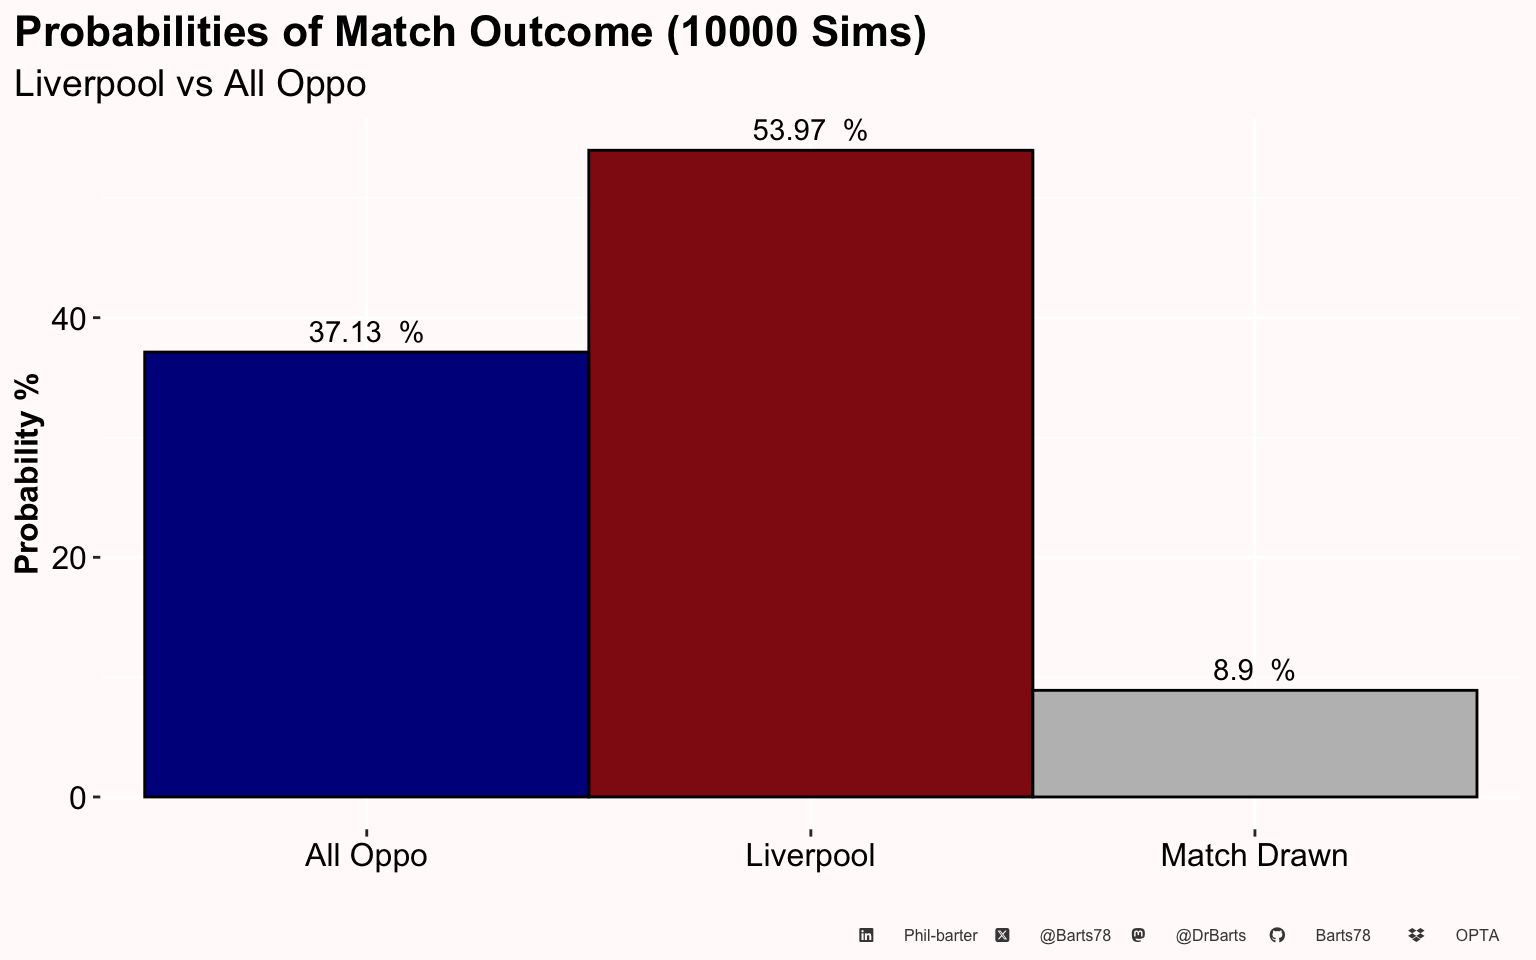 Probabilities of Match Outcome (10000 Sims)
Liverpool vs All Oppo
53.97 %
37.13 %
8.9 %
Probability %
40
20
0
All Oppo Liverpool Match Drawn
Phil-barter @Barts78 @DrBarts Barts78 OPTA